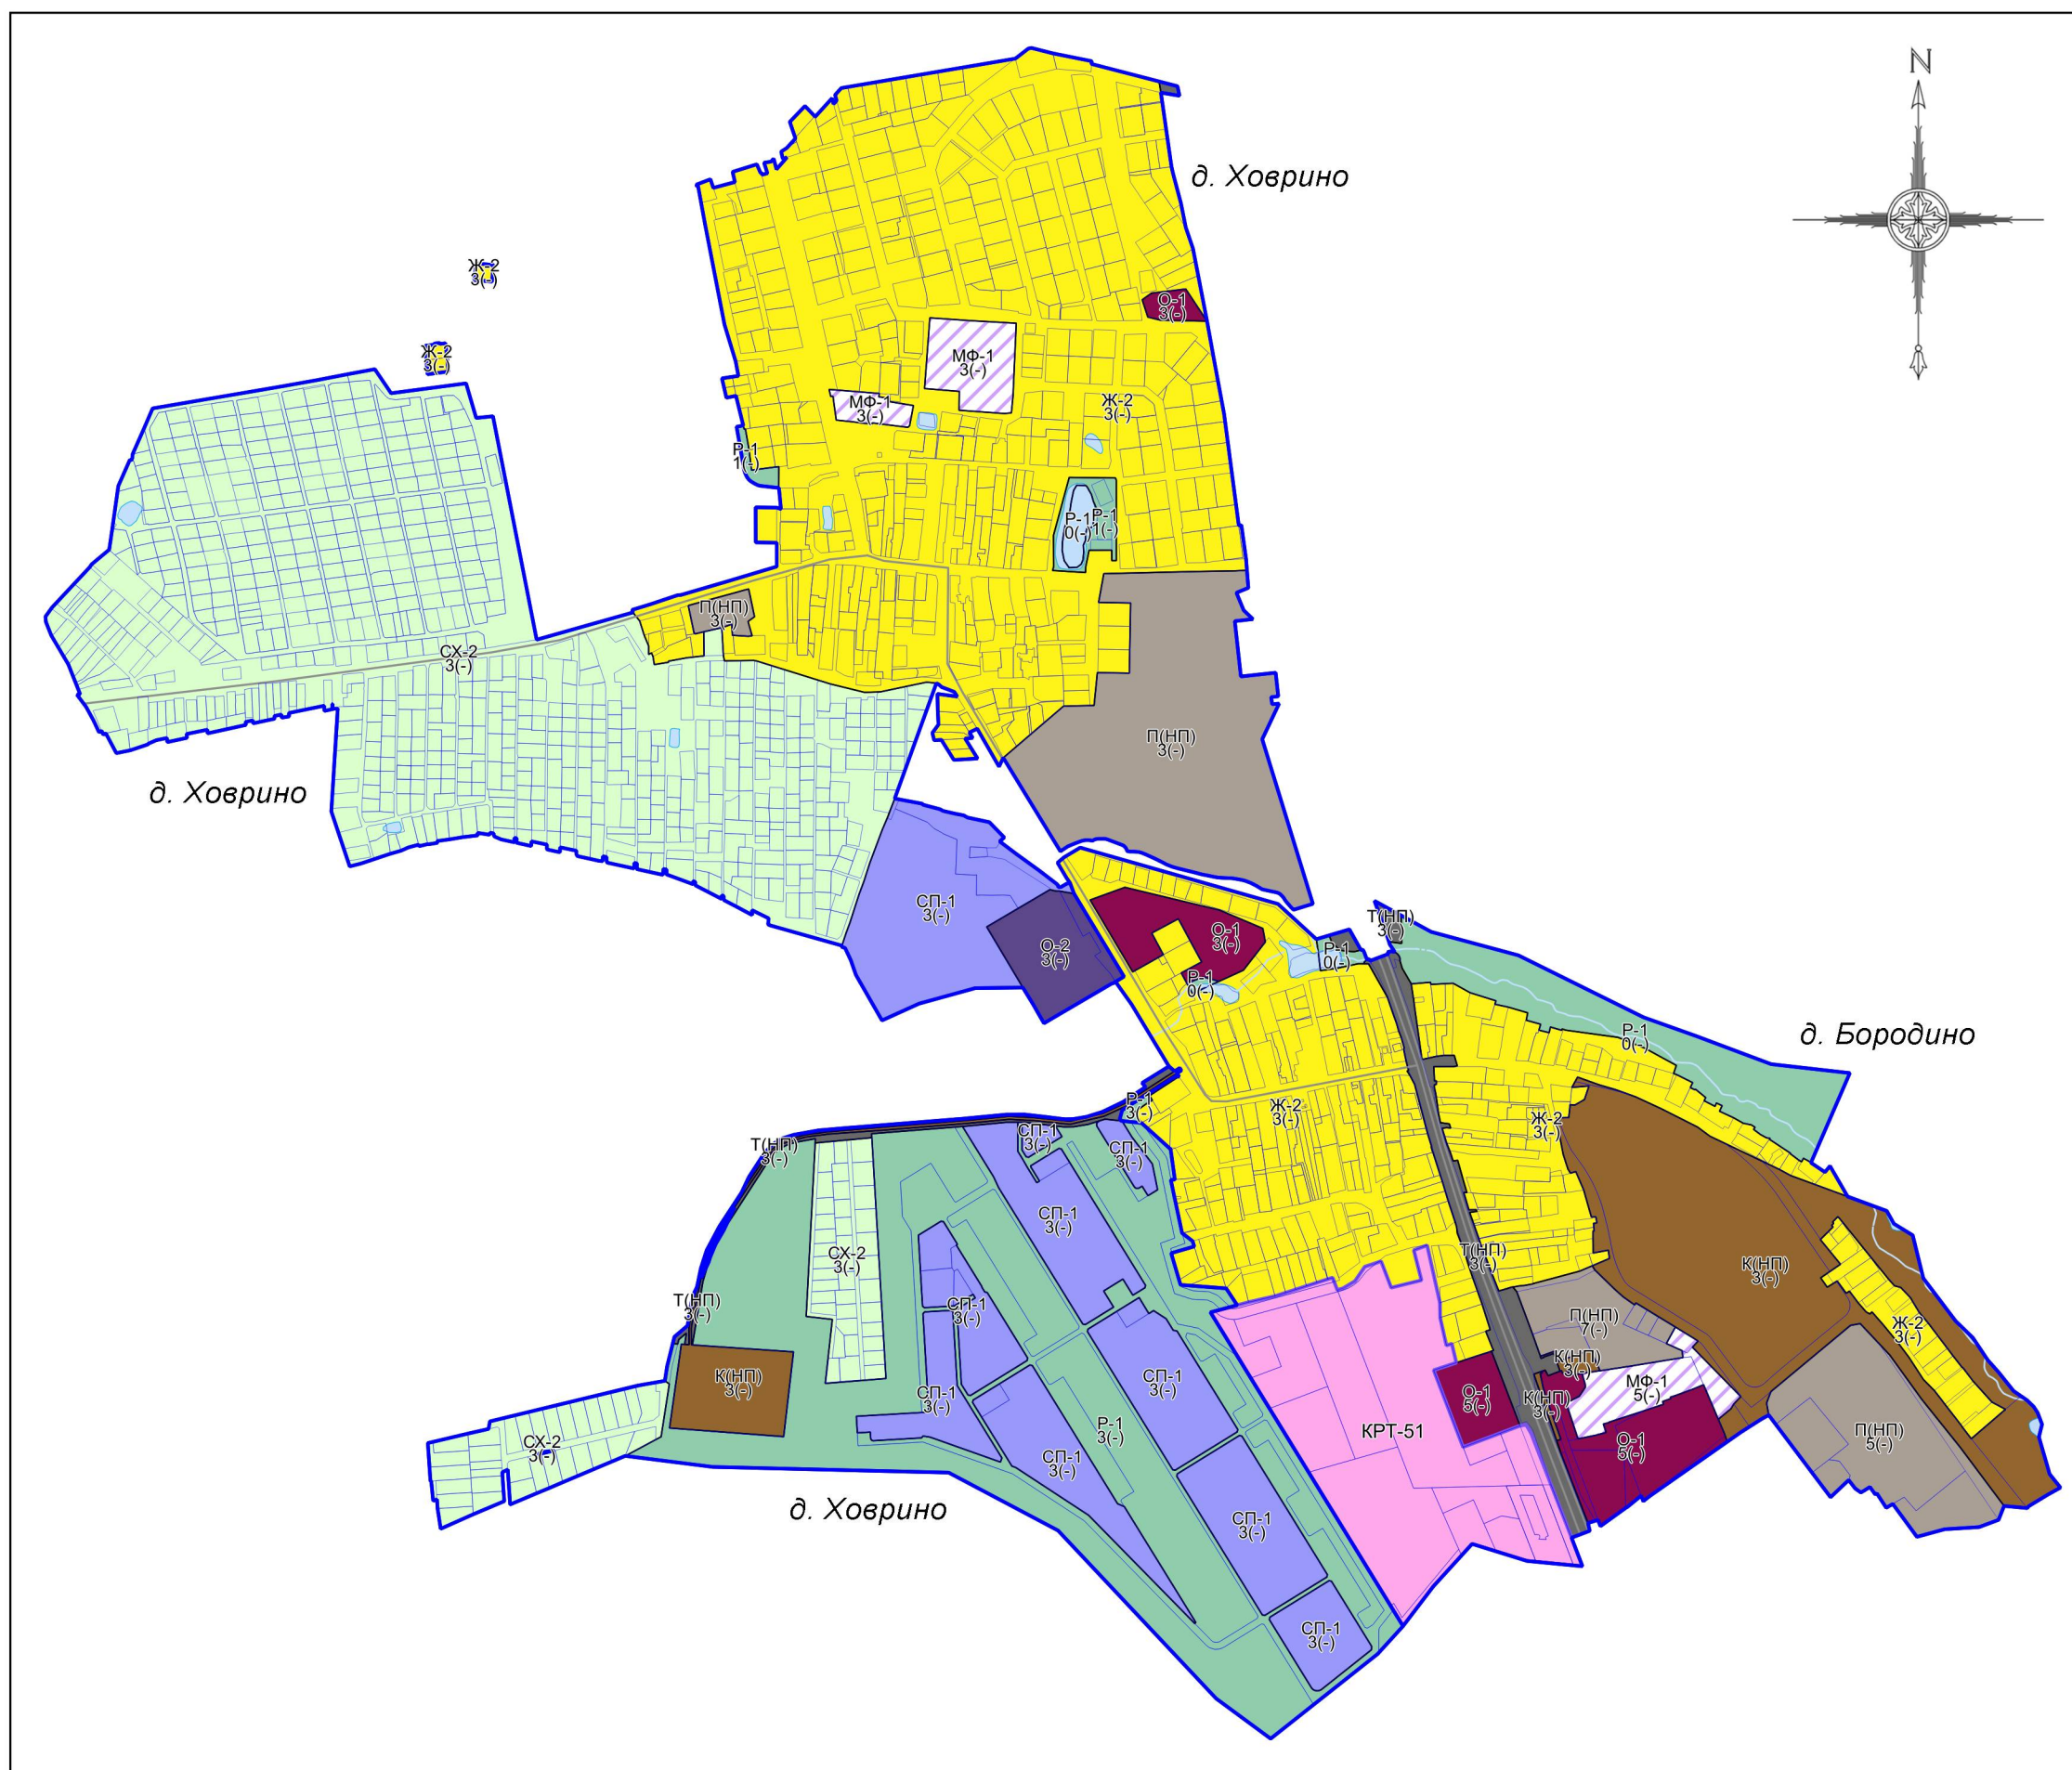 N
д. Ховрино
Ж-2
3(-)
О-1
3(-)
Ж-2
3(-)
МФ-1
3(-)
МФ-1
3(-)
Ж-2
3(-)
Р-1
1(-)
Р-1
0(-)
Р-1
1(-)
П(НП)
3(-)
СХ-2
3(-)
П(НП)
3(-)
д. Ховрино
СП-1
3(-)
О-2
3(-)
О-1
3(-)
Т(НП)
3(-)
Р-1
0(-)
Р-1
0(-)
Р-1
0(-)
д. Бородино
Р-1
3(-)
Ж-2
3(-)
Ж-2
3(-)
Т(НП)
3(-)
СП-1
3(-)
СП-1
3(-)
СП-1
3(-)
СХ-2
3(-)
Т(НП)
3(-)
К(НП)
3(-)
Т(НП)
3(-)
СП-1
3(-)
П(НП)
7(-)
Ж-2
3(-)
К(НП)
3(-)
СП-1
3(-)
К(НП)
3(-)
МФ-1
5(-)
СП-1
3(-)
О-1
5(-)
К(НП)
3(-)
Р-1
3(-)
КРТ-51
О-1
5(-)
П(НП)
5(-)
СХ-2
3(-)
СП-1
3(-)
д. Ховрино
СП-1
3(-)
СП-1
3(-)